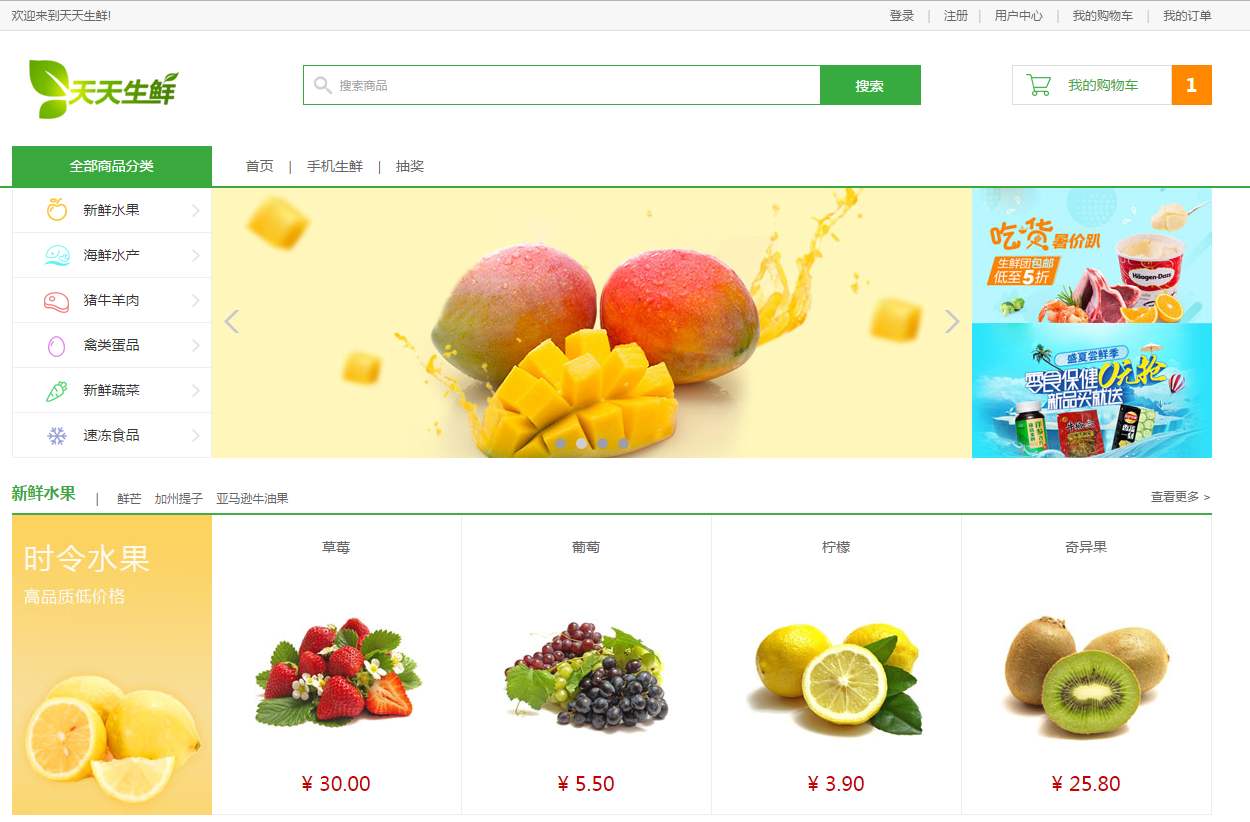 欢迎来到天天生鲜!
登录 | 注册 | 用户中心 | 我的购物车 | 我的订单
天天生鲜
搜索商品
搜索
我的购物车
1
全部商品分类
首页 | 手机生鲜 | 抽奖
新鲜水果
海鲜水产
猪牛羊肉
禽类蛋品
新鲜蔬菜
速冻食品
吃货暑价趴
生鲜团包邮
低至5折
Häagen-Dazs
盛夏尝鲜季
零食保健0元抢
新品买就送
新鲜水果 | 鲜芒 加州提子 亚马逊牛油果
查看更多 >
时令水果
高品质低价格
草莓
¥ 30.00
葡萄
¥ 5.50
柠檬
¥ 3.90
奇异果
¥ 25.80